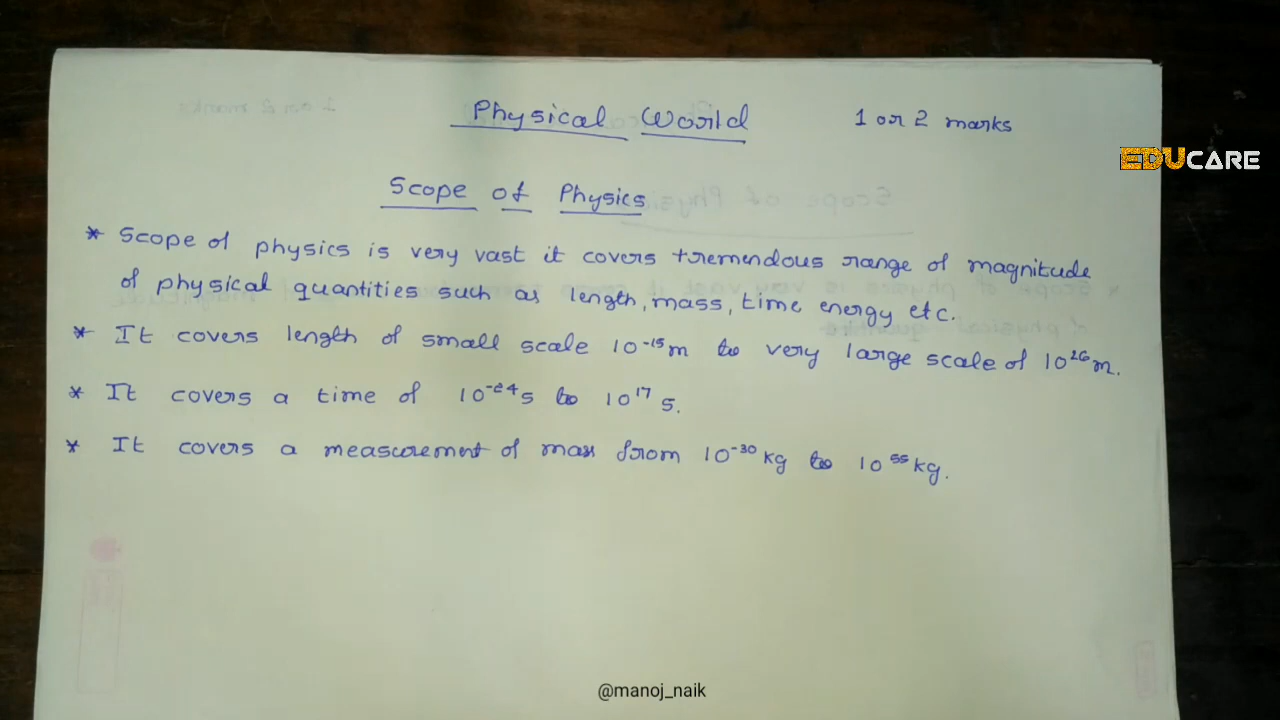 Physical World 1 or 2 marks
EDUCARE
Scope of Physics
* Scope of physics is very vast it covers tremendous range of magnitude
of physical quantities such as length, mass, time energy etc.
* It covers length of small scale 10⁻¹⁵m to very large scale of 10²⁶m.
* It covers a time of 10⁻²⁴s to 10¹⁷ s.
* It covers a measurement of mass from 10⁻³⁰kg to 10⁵⁵kg.
@manoj_naik